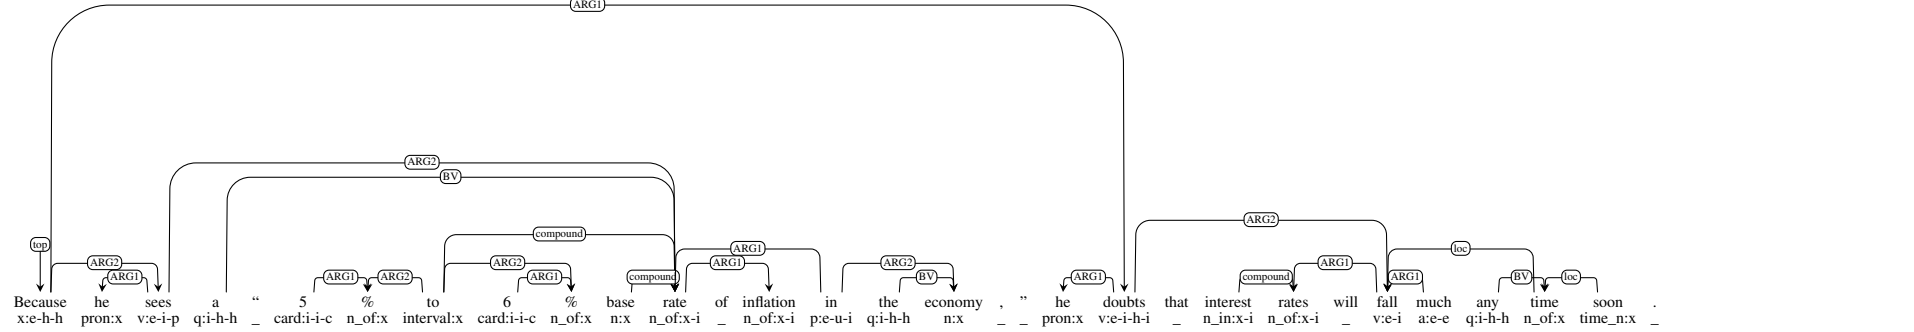 ARG1
ARG2
BV
top
compound
ARG2
ARG1
loc
ARG2
ARG1
ARG2
ARG1
ARG2
ARG1
ARG1
ARG2
ARG1
compound
BV
ARG1
compound
ARG1
BV
loc
Because he sees a “ 5 % to 6 % base rate of inflation in the economy , ” he doubts that interest rates will fall much any time soon .
x:e-h-h pron:x v:e-i-p q:i-h-h _ card:i-i-c n_of:x interval:x card:i-i-c n_of:x n:x n_of:x-i _ n_of:x-i p:e-u-i q:i-h-h n:x _ _ pron:x v:e-i-h-i _ n_in:x-i n_of:x-i _ v:e-i a:e-e q:i-h-h n_of:x time_n:x _